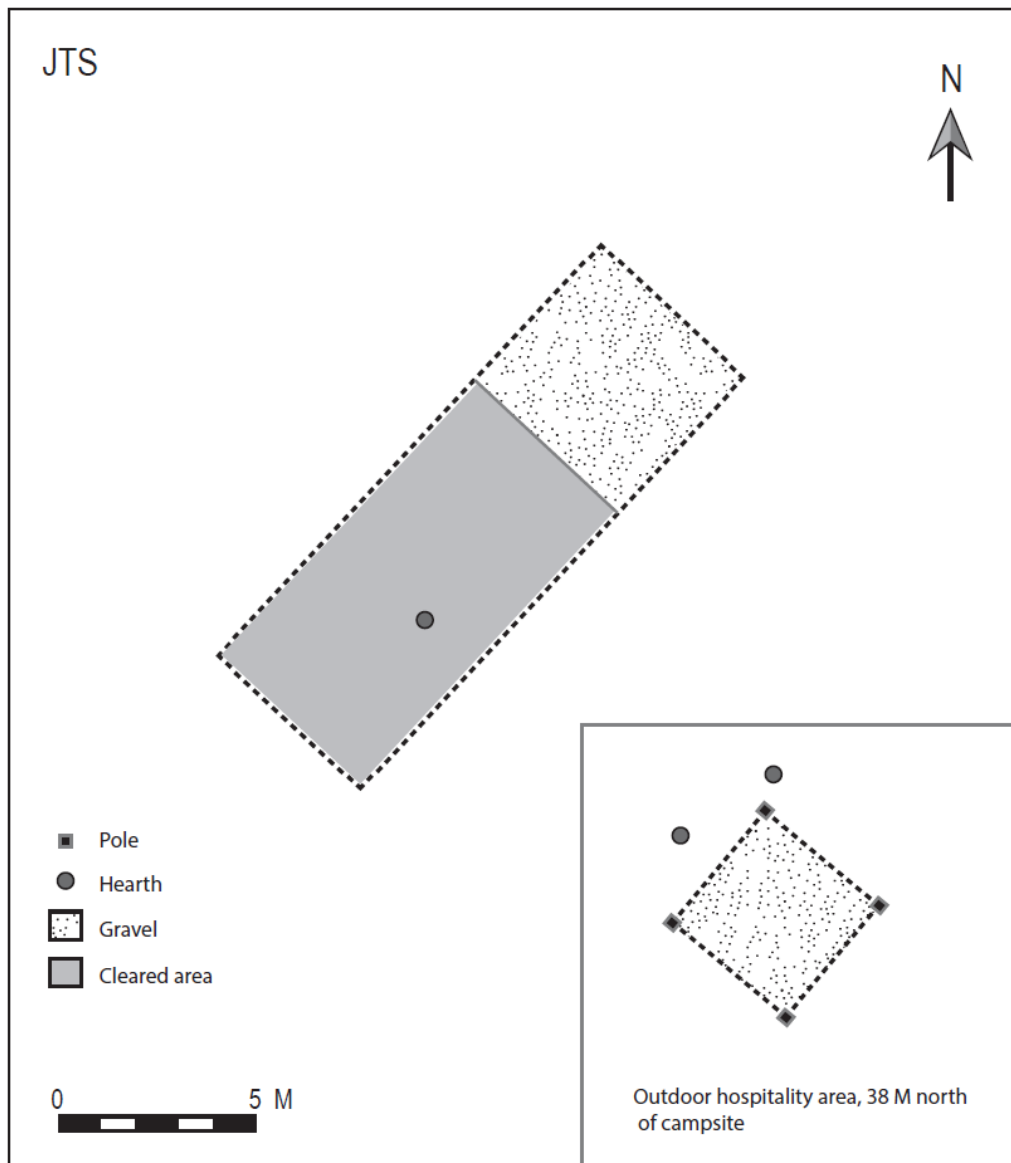 JTS
N
Pole
Hearth
Gravel
Cleared area
0 5 M
Outdoor hospitality area, 38 M north
of campsite